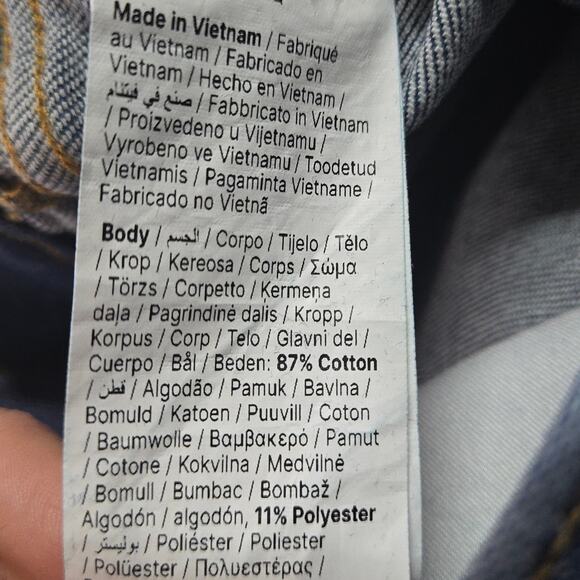 Made in Vietnam / Fabriqué
au Vietnam / Fabricado en
Vietnam / Hecho en Vietnam /
صنع في فيتنام / Fabbricato in Vietnam
/ Proizvedeno u Vijetnamu /
Vyrobeno ve Vietnamu / Toodetud
Vietnamis / Pagaminta Vietname /
Fabricado no Vietnã
Body / الجسم / Corpo / Tijelo / Tělo
/ Krop / Kereosa / Corps / Σώμα
/ Törzs / Corpetto / Ķermeņa
daļa / Pagrindinė dalis / Kropp /
Korpus / Corp / Telo / Glavni del /
Cuerpo / Bål / Beden: 87% Cotton
/ قطن / Algodão / Pamuk / Bavlna /
Bomuld / Katoen / Puuvill / Coton
/ Baumwolle / Βαμβακερό / Pamut
/ Cotone / Kokvilna / Medvilnė
/ Bomull / Bumbac / Bombaž /
Algodón / algodón, 11% Polyester
/ بوليستر / Poliéster / Poliester
/ Polüester / Πολυεστέρας /